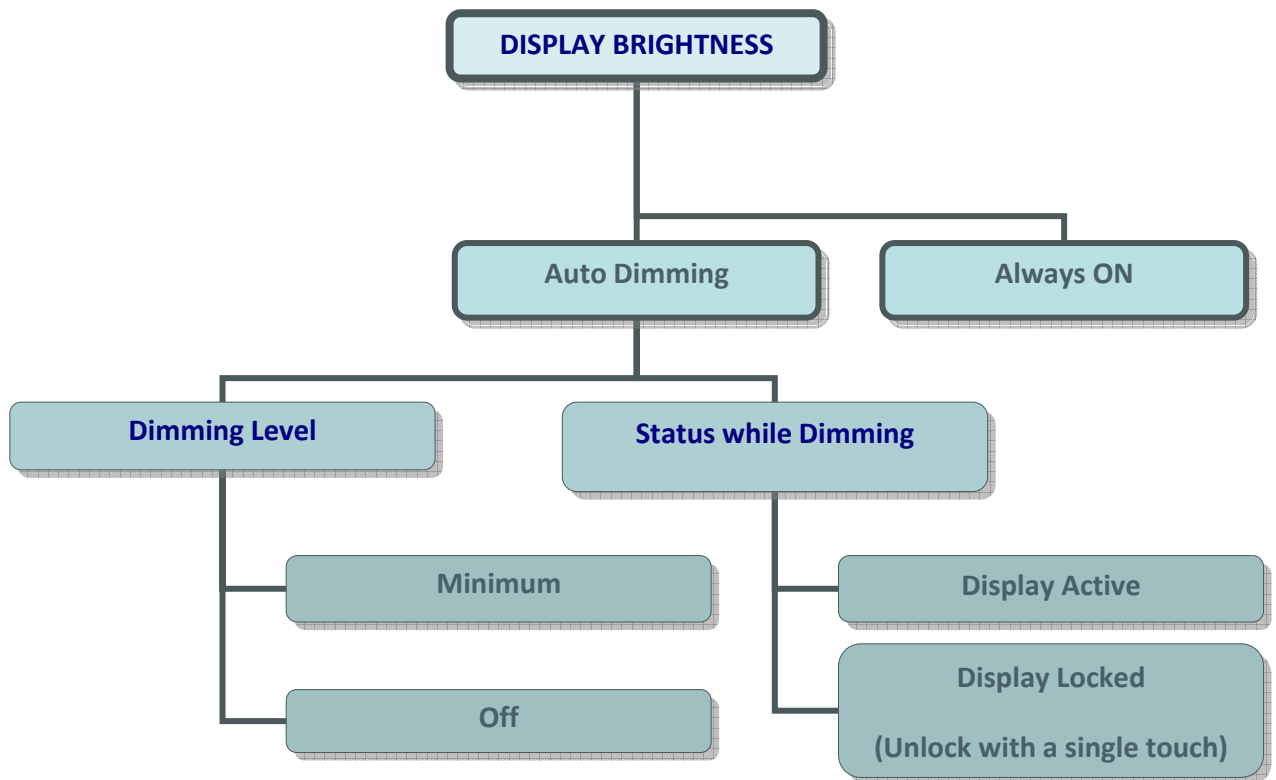 DISPLAY BRIGHTNESS
Auto Dimming
Always ON
Dimming Level
Status while Dimming
Minimum
Display Active
Off
Display Locked
(Unlock with a single touch)